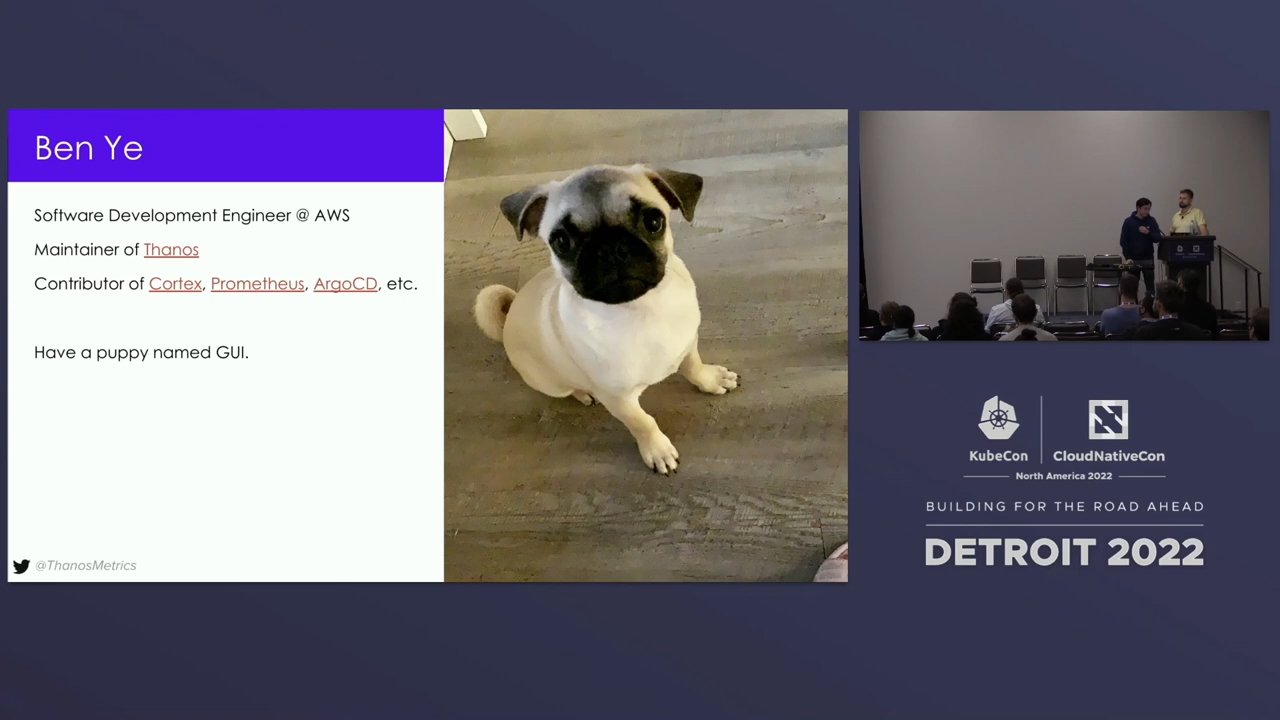 Ben Ye
Software Development Engineer @ AWS
Maintainer of Thanos
Contributor of Cortex, Prometheus, ArgoCD, etc.
Have a puppy named GUI.
@ThanosMetrics
KubeCon
CloudNativeCon
North America 2022
BUILDING FOR THE ROAD AHEAD
DETROIT 2022